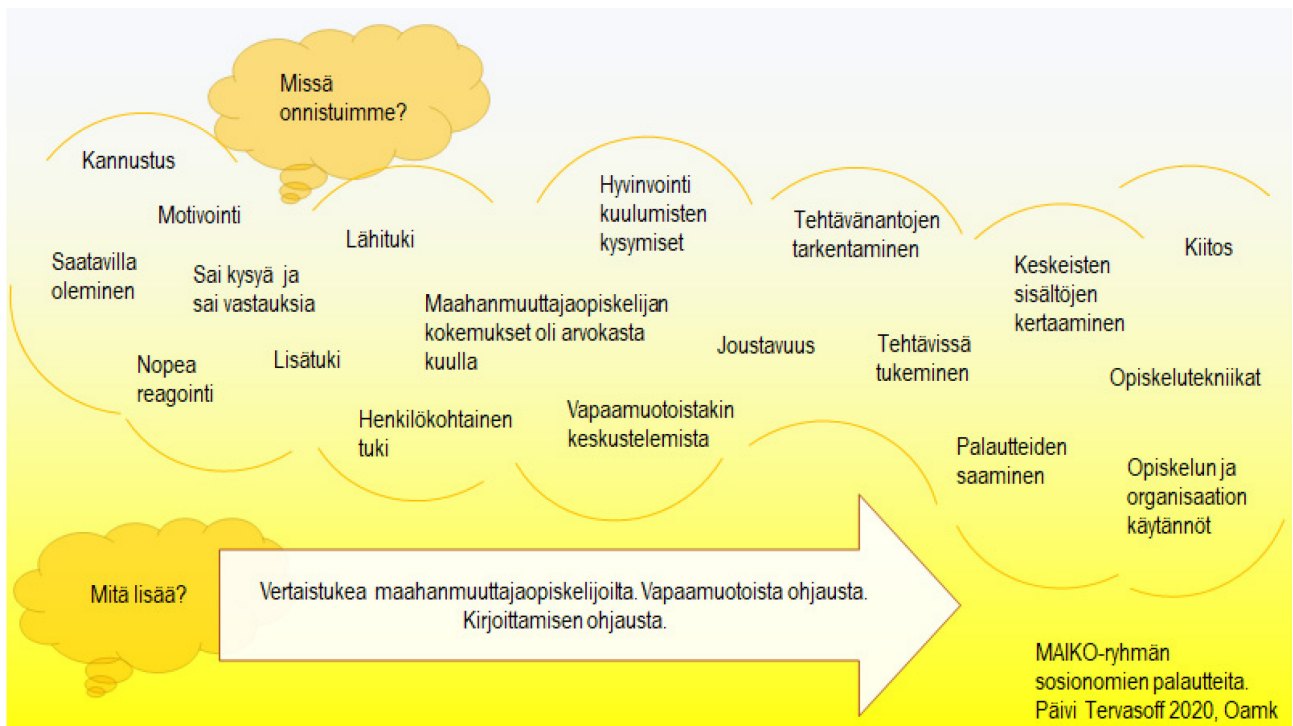 Missä
onnistuimme?
Kannustus
Motivointi
Saatavilla
oleminen
Sai kysyä ja
sai vastauksia
Nopea
reagointi
Lisätuki
Lähituki
Maahanmuuttajaopiskelijan
kokemukset oli arvokasta
kuulla
Henkilökohtainen
tuki
Hyvinvointi
kuulumisten
kysymiset
Vapaamuotoistakin
keskustelemista
Joustavuus
Tehtävänantojen
tarkentaminen
Tehtävissä
tukeminen
Keskeisten
sisältöjen
kertaaminen
Kiitos
Opiskelutekniikat
Palautteiden
saaminen
Opiskelun ja
organisaation
käytännöt
Mitä lisää?
Vertaistukea maahanmuuttajaopiskelijoilta. Vapaamuotoista ohjausta.
Kirjoittamisen ohjausta.
MAIKO-ryhmän
sosionomien palautteita.
Päivi Tervasoff 2020, Oamk